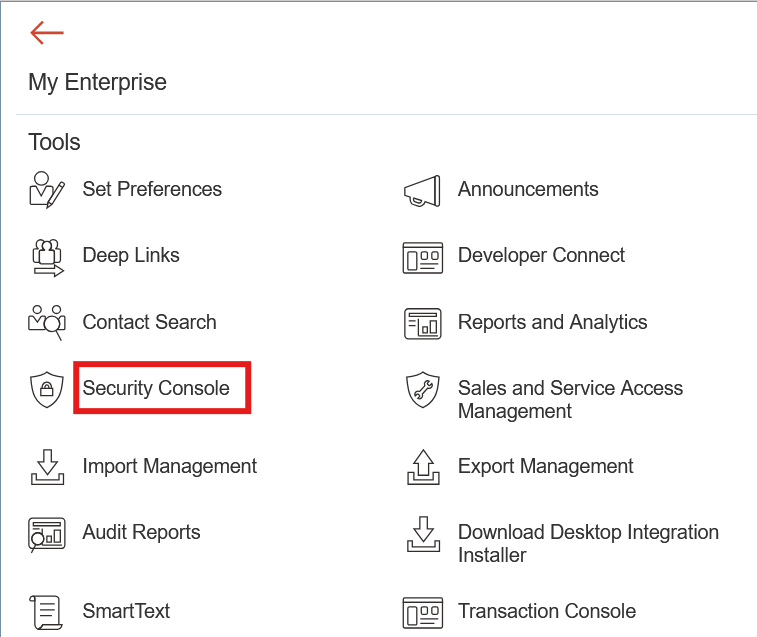 My Enterprise
Tools
Set Preferences
Announcements
Deep Links
Developer Connect
Contact Search
Reports and Analytics
Security Console
Sales and Service Access
Management
Import Management
Export Management
Audit Reports
Download Desktop Integration
Installer
SmartText
Transaction Console